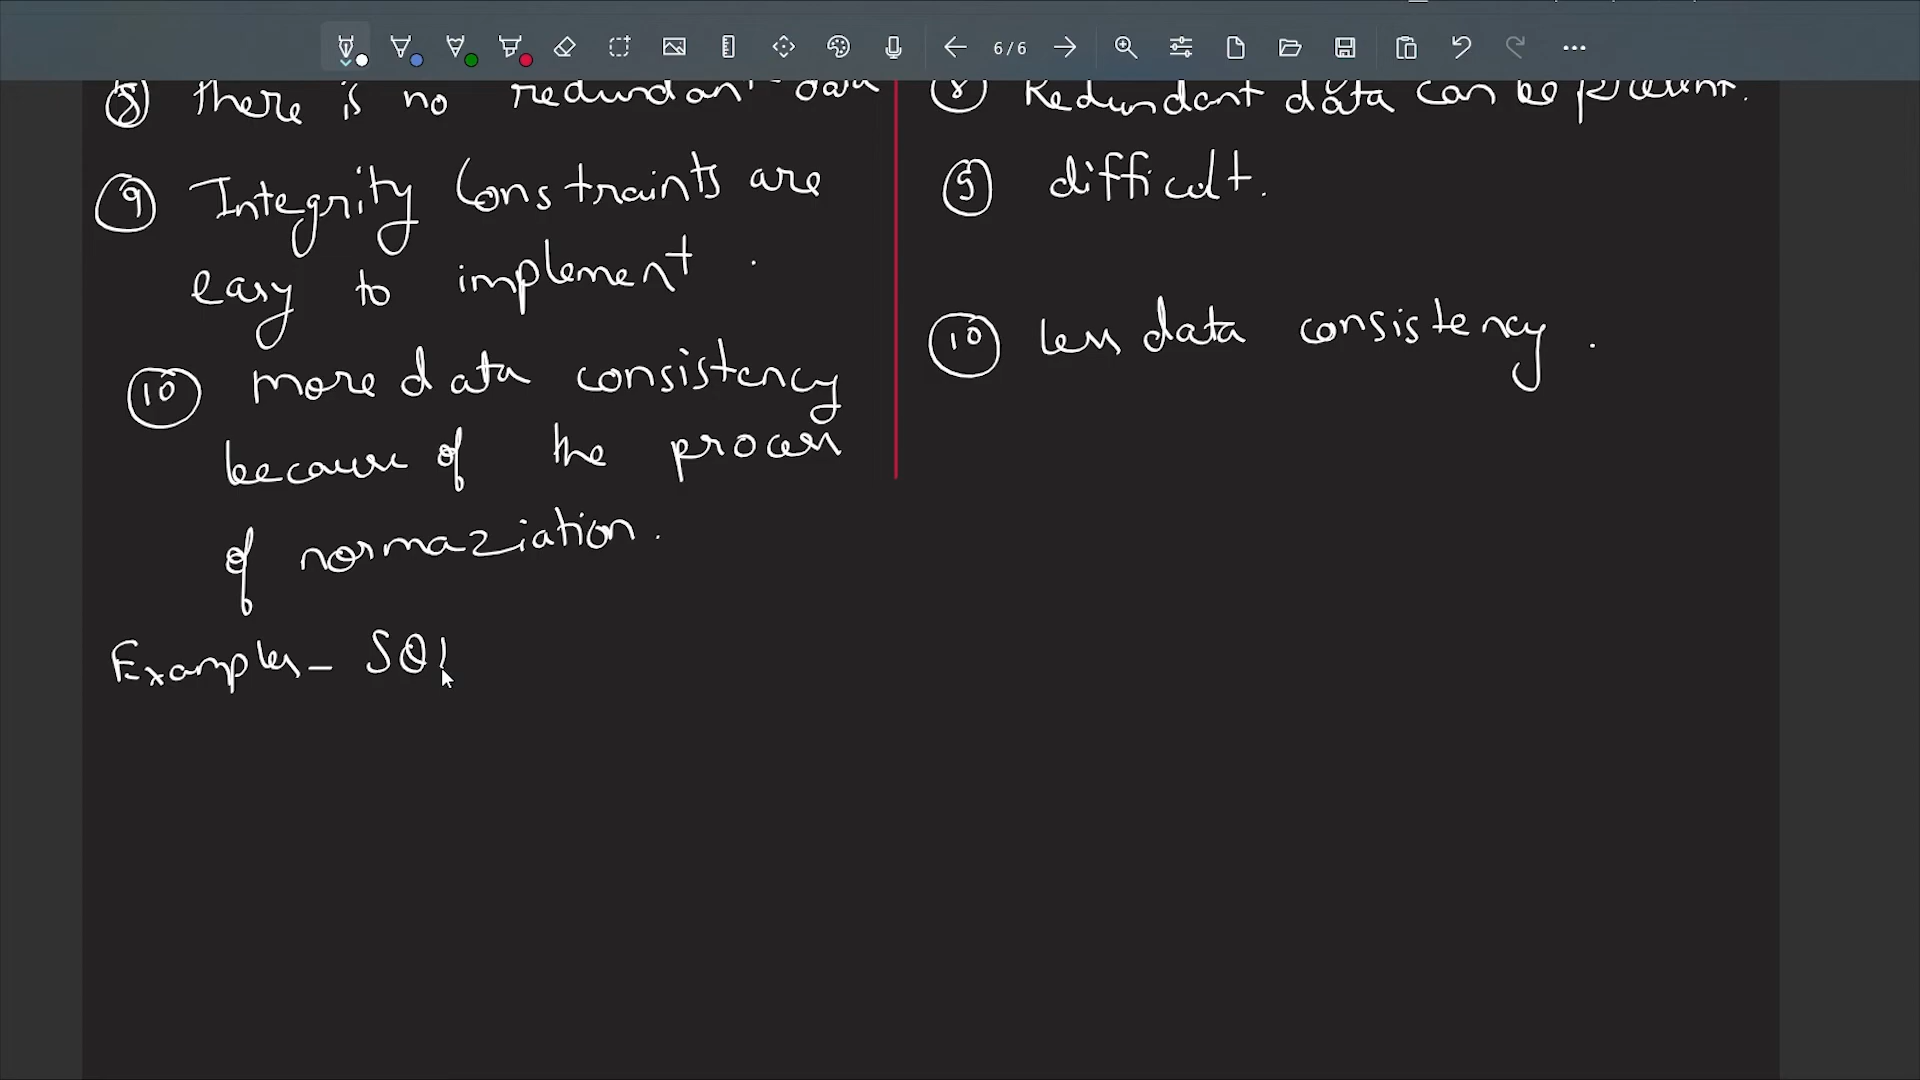 6/6
⑧ there is no redundant data
⑨ Integrity Constraints are
easy to implement .
⑩ more data consistency
because of the process
of normaziation.
Examples - SQL
⑧ Redundant data can be present.
⑨ difficult.
⑩ less data consistency .